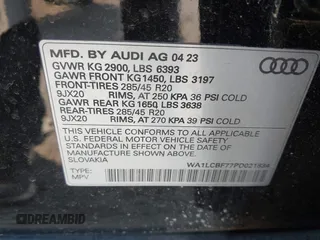 MFD. BY AUDI AG 04 23
GVWR KG 2900, LBS 6393
GAWR FRONT KG1450, LBS 3197
FRONT-TIRES 285/45 R20
9JX20 RIMS, AT 250 KPA 36 PSI COLD
GAWR REAR KG 1650, LBS 3638
REAR-TIRES 285/45 R20
9JX20 RIMS, AT 270 KPA 39 PSI COLD
THIS VEHICLE CONFORMS TO ALL APPLICABLE
STANDARDS IN EFFECT ON THE DATE OF
U.S. FEDERAL MOTOR VEHICLE SAFETY
MANUFACTURE SHOWN ABOVE.
SLOVAKIA
TYPE:
MPV
DREAMBID